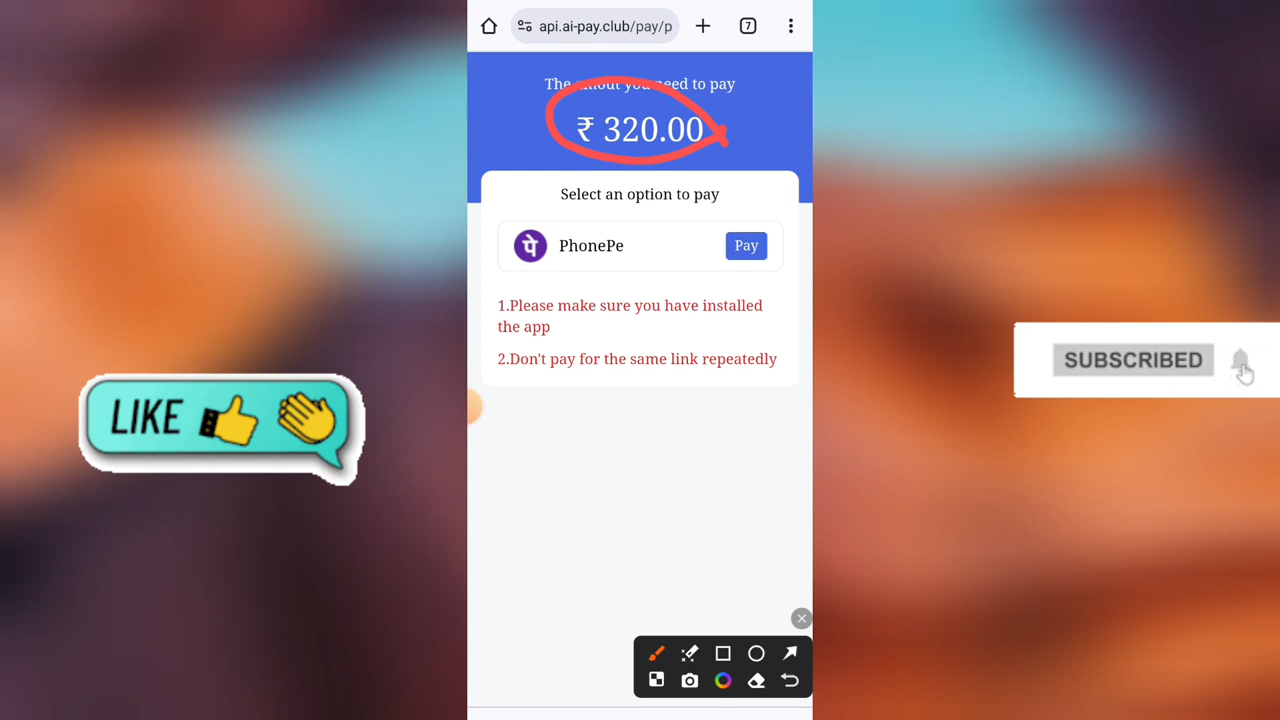 api.ai-pay.club/pay/p
7
The amout you need to pay
₹ 320.00
Select an option to pay
पे
PhonePe
Pay
1.Please make sure you have installed
the app
2.Don't pay for the same link repeatedly
LIKE
SUBSCRIBED